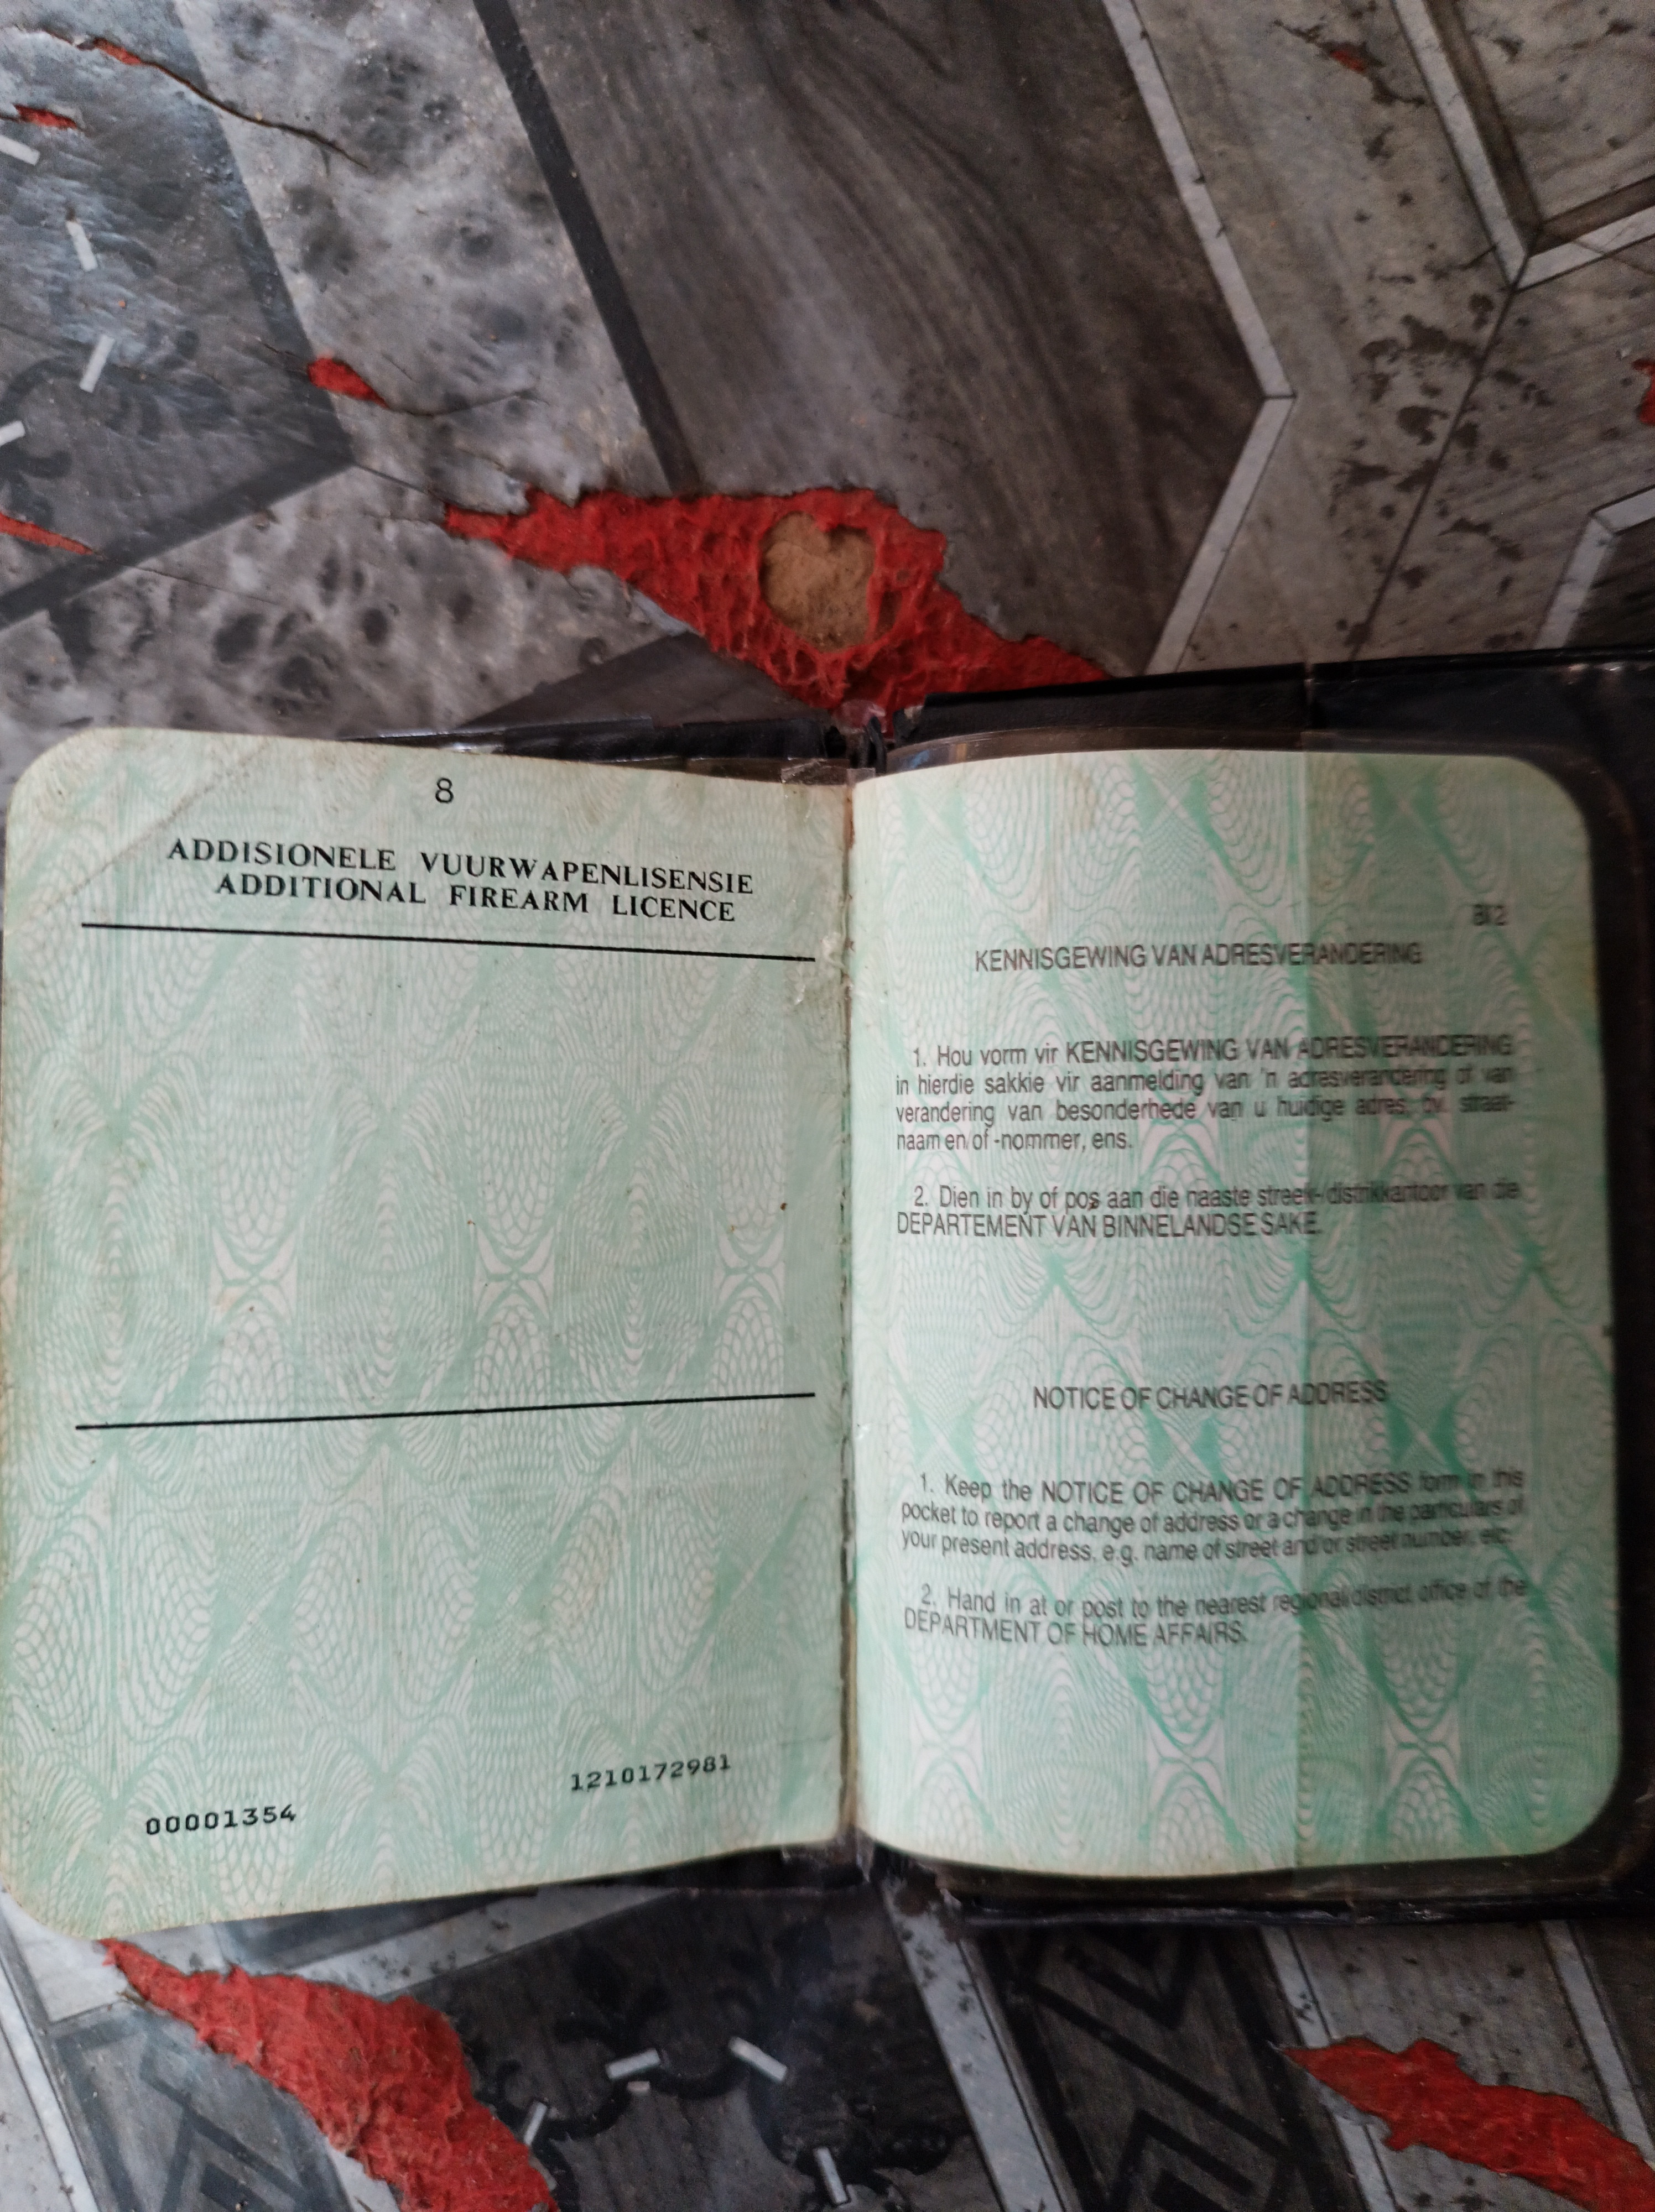 8
ADDISIONELE VUURWAPENLISENSIE
ADDITIONAL FIREARM LICENCE
1210172981
00001354
KENNISGEWING VAN ADRESVERANDERING
1. Hou vorm vir KENNISGEWING VAN ADRESVERANDERING
in hierdie sakkie vir aanmelding van 'n adresverandering of van
verandering van besonderhede van u huidige adres, bv. straat-
naam en/of -nommer, ens.
2. Dien in by of pos aan die naaste streek-/distrikkantoor van die
DEPARTEMENT VAN BINNELANDSE SAKE.
NOTICE OF CHANGE OF ADDRESS
1. Keep the NOTICE OF CHANGE OF ADDRESS form in this
pocket to report a change of address or a change in the particulars of
your present address, e.g. name of street and/or street number, etc.
2. Hand in at or post to the nearest regional/district office of the
DEPARTMENT OF HOME AFFAIRS.